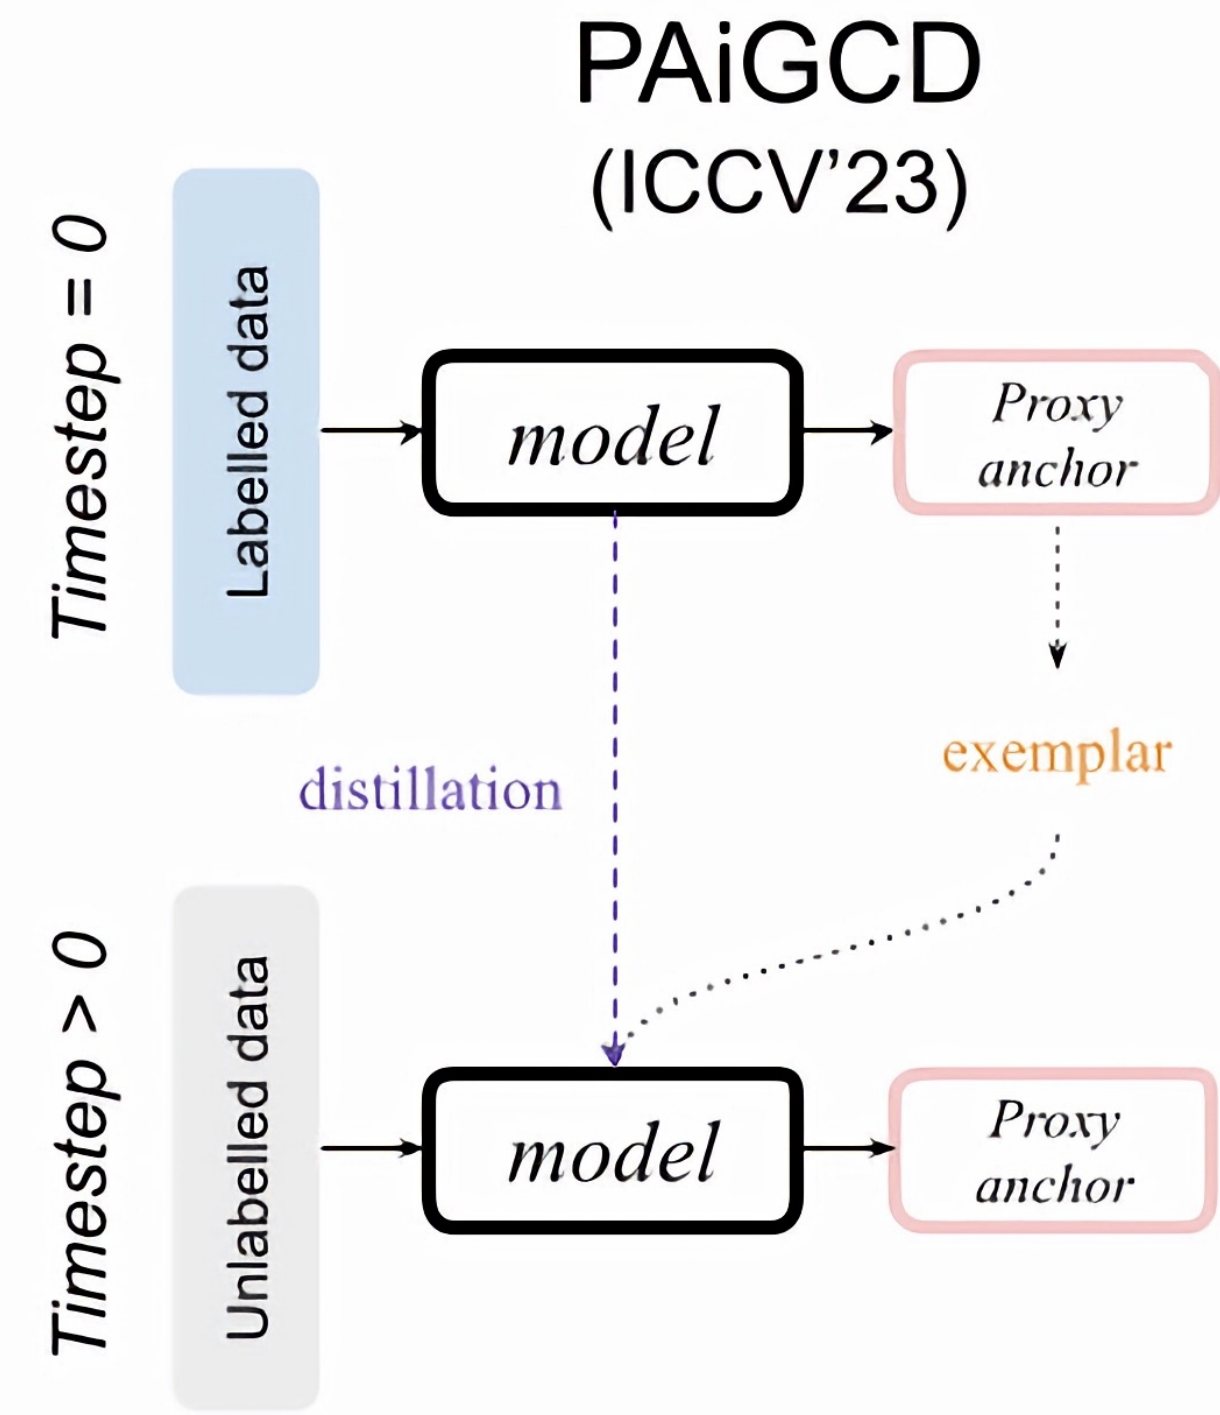 PAiGCD
(ICCV’23)
Timestep = 0
Labelled data
model
Proxy
anchor
distillation
exemplar
Timestep > 0
Unlabelled data
model
Proxy
anchor